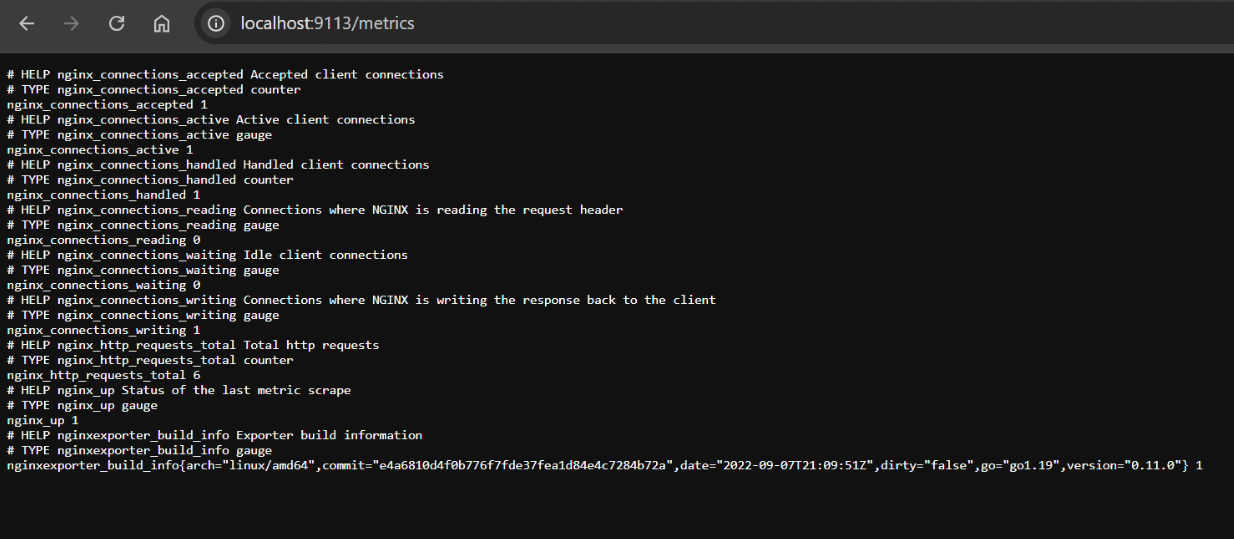 localhost:9113/metrics
# HELP nginx_connections_accepted Accepted client connections
# TYPE nginx_connections_accepted counter
nginx_connections_accepted 1
# HELP nginx_connections_active Active client connections
# TYPE nginx_connections_active gauge
nginx_connections_active 1
# HELP nginx_connections_handled Handled client connections
# TYPE nginx_connections_handled counter
nginx_connections_handled 1
# HELP nginx_connections_reading Connections where NGINX is reading the request header
# TYPE nginx_connections_reading gauge
nginx_connections_reading 0
# HELP nginx_connections_waiting Idle client connections
# TYPE nginx_connections_waiting gauge
nginx_connections_waiting 0
# HELP nginx_connections_writing Connections where NGINX is writing the response back to the client
# TYPE nginx_connections_writing gauge
nginx_connections_writing 1
# HELP nginx_http_requests_total Total http requests
# TYPE nginx_http_requests_total counter
nginx_http_requests_total 6
# HELP nginx_up Status of the last metric scrape
# TYPE nginx_up gauge
nginx_up 1
# HELP nginxexporter_build_info Exporter build information
# TYPE nginxexporter_build_info gauge
nginxexporter_build_info{arch="linux/amd64",commit="e4a6810d4f0b776f7fde37fea1d84e4c7284b72a",date="2022-09-07T21:09:51Z",dirty="false",go="go1.19",version="0.11.0"} 1